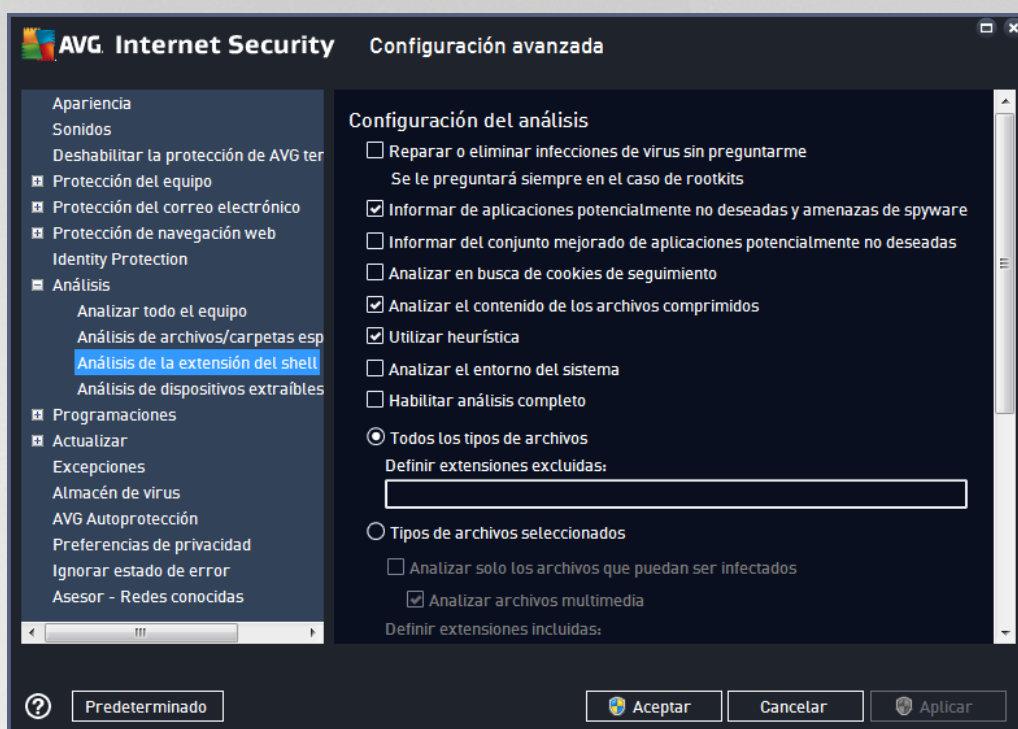 AVG. Internet Security Configuración avanzada
Apariencia
Sonidos
Deshabilitar la protección de AVG ter
Protección del equipo
Protección del correo electrónico
Protección de navegación web
Identity Protection
Análisis
Analizar todo el equipo
Análisis de archivos/carpetas esp
Análisis de la extensión del shell
Análisis de dispositivos extraíbles
Programaciones
Actualizar
Excepciones
Almacén de virus
AVG Autoprotección
Preferencias de privacidad
Ignorar estado de error
Asesor - Redes conocidas
Configuración del análisis
Reparar o eliminar infecciones de virus sin preguntarme
Se le preguntará siempre en el caso de rootkits
Informar de aplicaciones potencialmente no deseadas y amenazas de spyware
Informar del conjunto mejorado de aplicaciones potencialmente no deseadas
Analizar en busca de cookies de seguimiento
Analizar el contenido de los archivos comprimidos
Utilizar heurística
Analizar el entorno del sistema
Habilitar análisis completo
Todos los tipos de archivos
Definir extensiones excluidas:
Tipos de archivos seleccionados
Analizar solo los archivos que puedan ser infectados
Analizar archivos multimedia
Definir extensiones incluidas:
Predeterminado
Aceptar
Cancelar
Aplicar